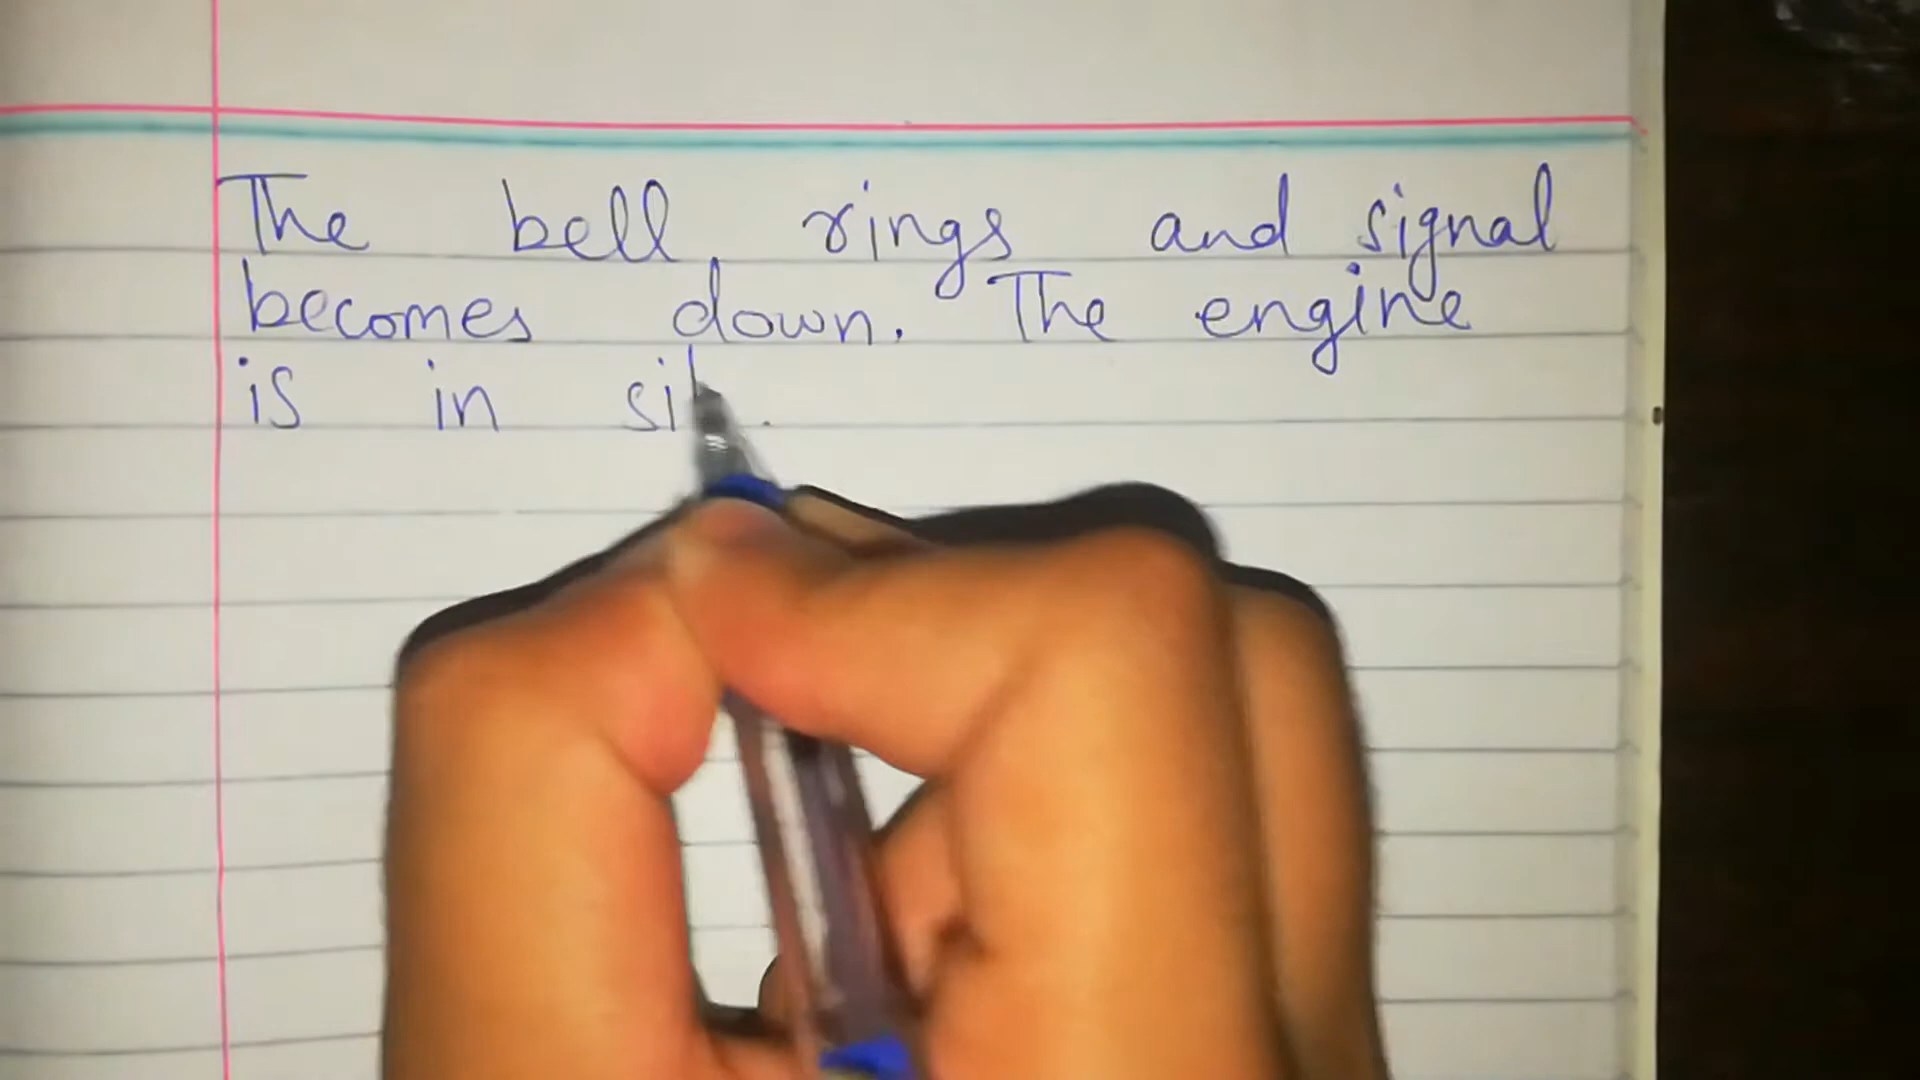 The bell rings and signal
becomes down. The engine
is in